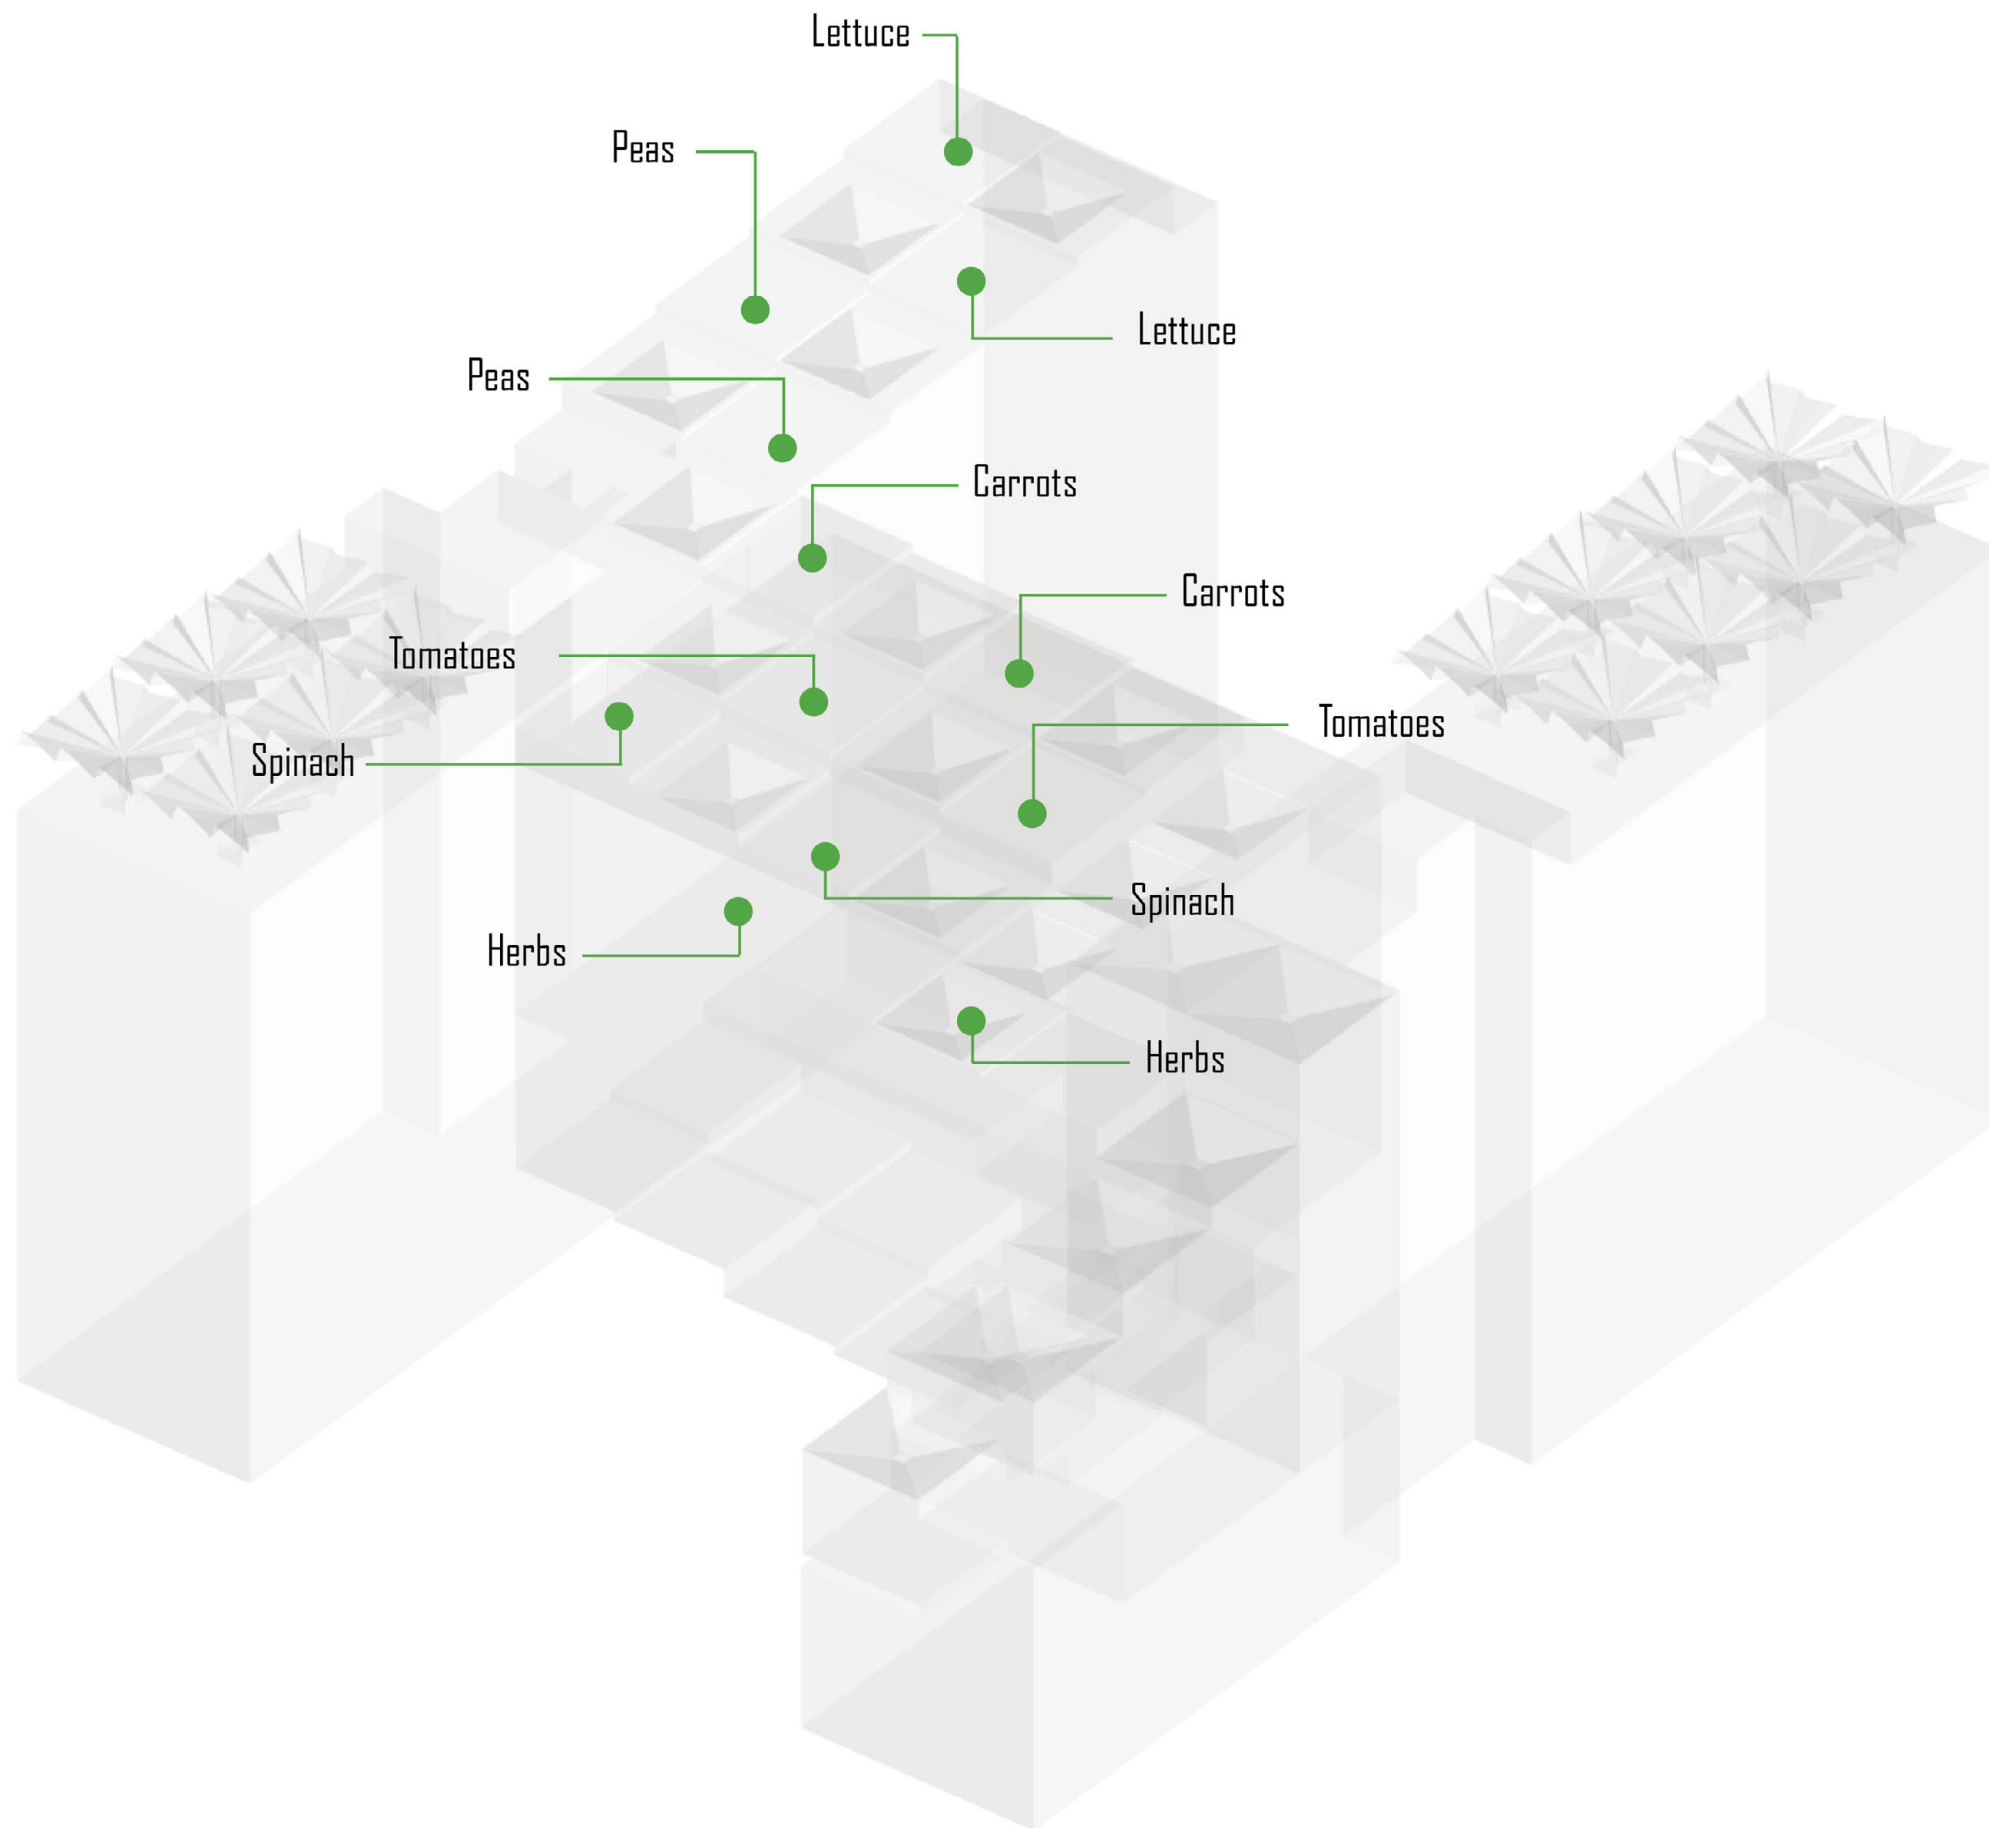 Lettuce
Peas
Lettuce
Peas
Carrots
Carrots
Tomatoes
Tomatoes
Spinach
Spinach
Herbs
Herbs